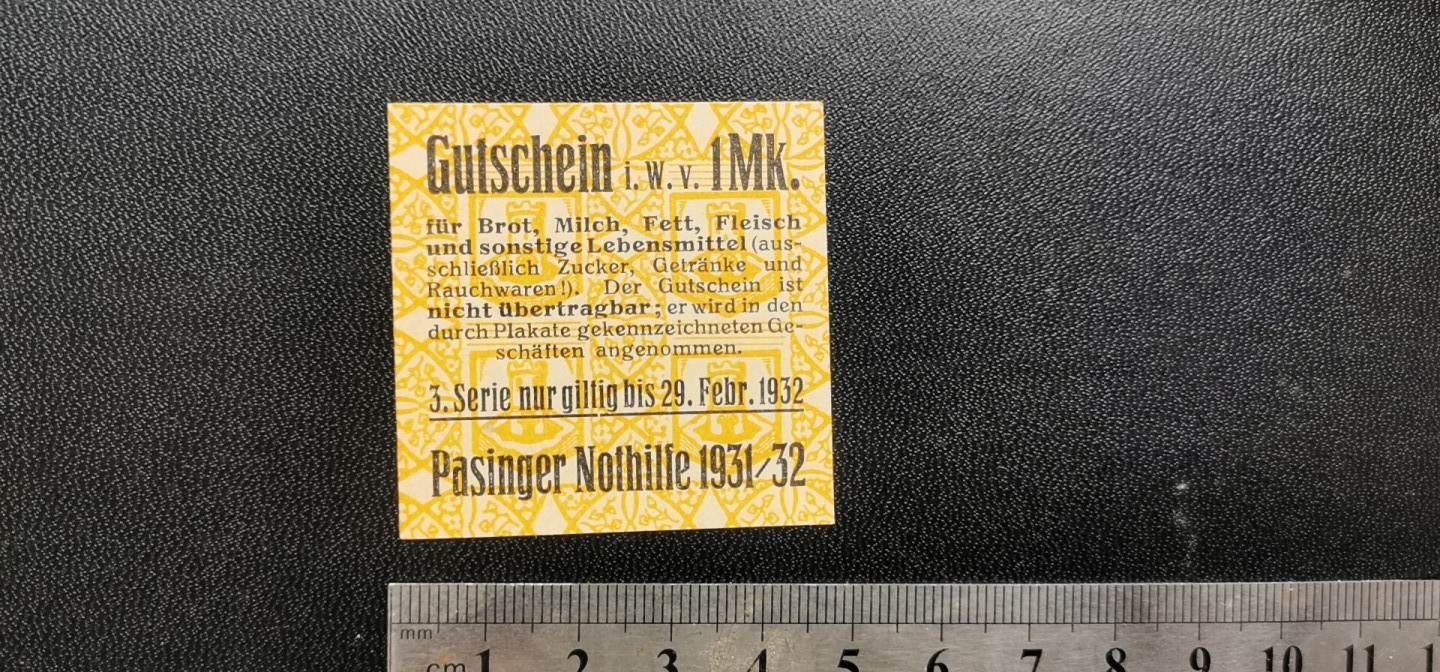 Gutschein i. W. v. 1 Mk.
für Brot, Milch, Fett, Fleisch
und sonstige Lebensmittel (aus-
schließlich Zucker, Getränke und
Rauchwaren!). Der Gutschein ist
nicht übertragbar; er wird in den
durch Plakate gekennzeichneten Ge-
schäften angenommen.
3. Serie nur giltig bis 29. Febr. 1932
Pasinger Nothilfe 1931/32
mm
cm 1 2 3 4 5 6 7 8 9 10 11